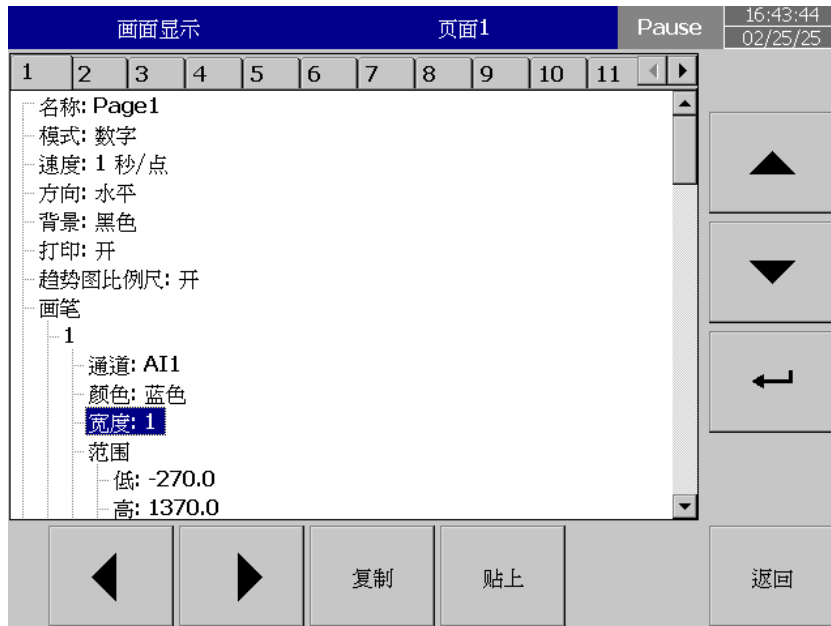 画面显示 页面1 Pause 16:43:44
02/25/25
1 2 3 4 5 6 7 8 9 10 11
名称: Page1
模式: 数字
速度: 1 秒/点
方向: 水平
背景: 黑色
打印: 开
趋势图比例尺: 开
画笔
1
通道: AI1
颜色: 蓝色
宽度: 1
范围
低: -270.0
高: 1370.0
复制 贴上 返回